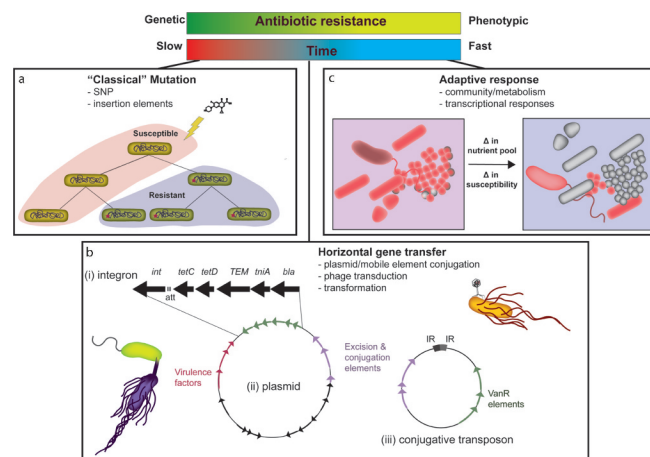 Genetic
Antibiotic resistance
Phenotypic
Slow
Time
Fast
a
"Classical" Mutation
- SNP
- insertion elements
Susceptible
Resistant
c
Adaptive response
- community/metabolism
- transcriptional responses
Δ in
nutrient pool
Δ in
susceptibility
b
Horizontal gene transfer
- plasmid/mobile element conjugation
- phage transduction
- transformation
(i) integron
int
tetC
tetD
TEM
tniA
bla
att
Virulence
factors
(ii) plasmid
Excision &
conjugation
elements
IR
IR
VanR
elements
(iii) conjugative transposon